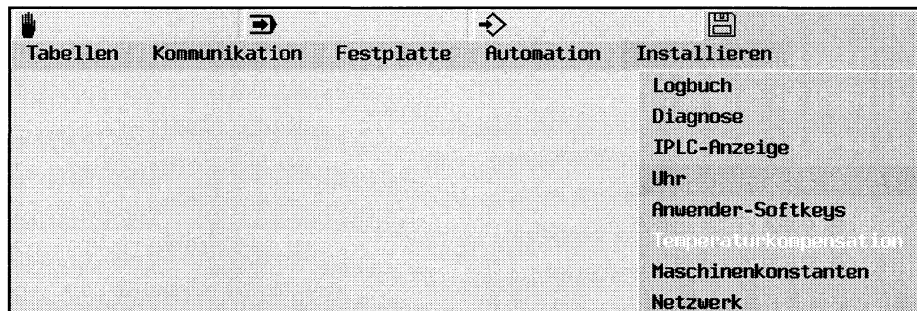 Tabellen Kommunikation Festplatte Automation Installieren
Logbuch
Diagnose
IPLC-Anzeige
Uhr
Anwender-Softkeys
Temperaturkompensation
Maschinenkonstanten
Netzwerk